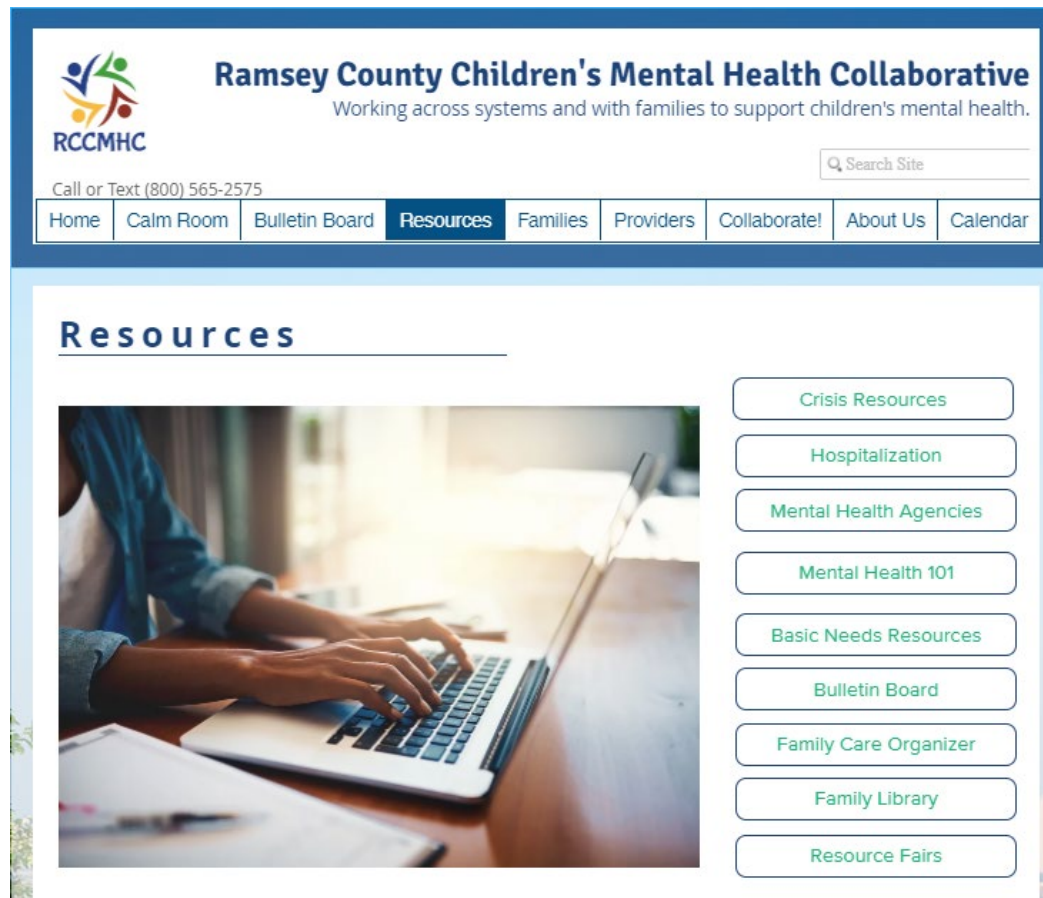 Ramsey County Children's Mental Health Collaborative
Working across systems and with families to support children's mental health.
RCCMHC
Search Site
Call or Text (800) 565-2575
Home Calm Room Bulletin Board Resources Families Providers Collaborate! About Us Calendar
Resources
Crisis Resources
Hospitalization
Mental Health Agencies
Mental Health 101
Basic Needs Resources
Bulletin Board
Family Care Organizer
Family Library
Resource Fairs